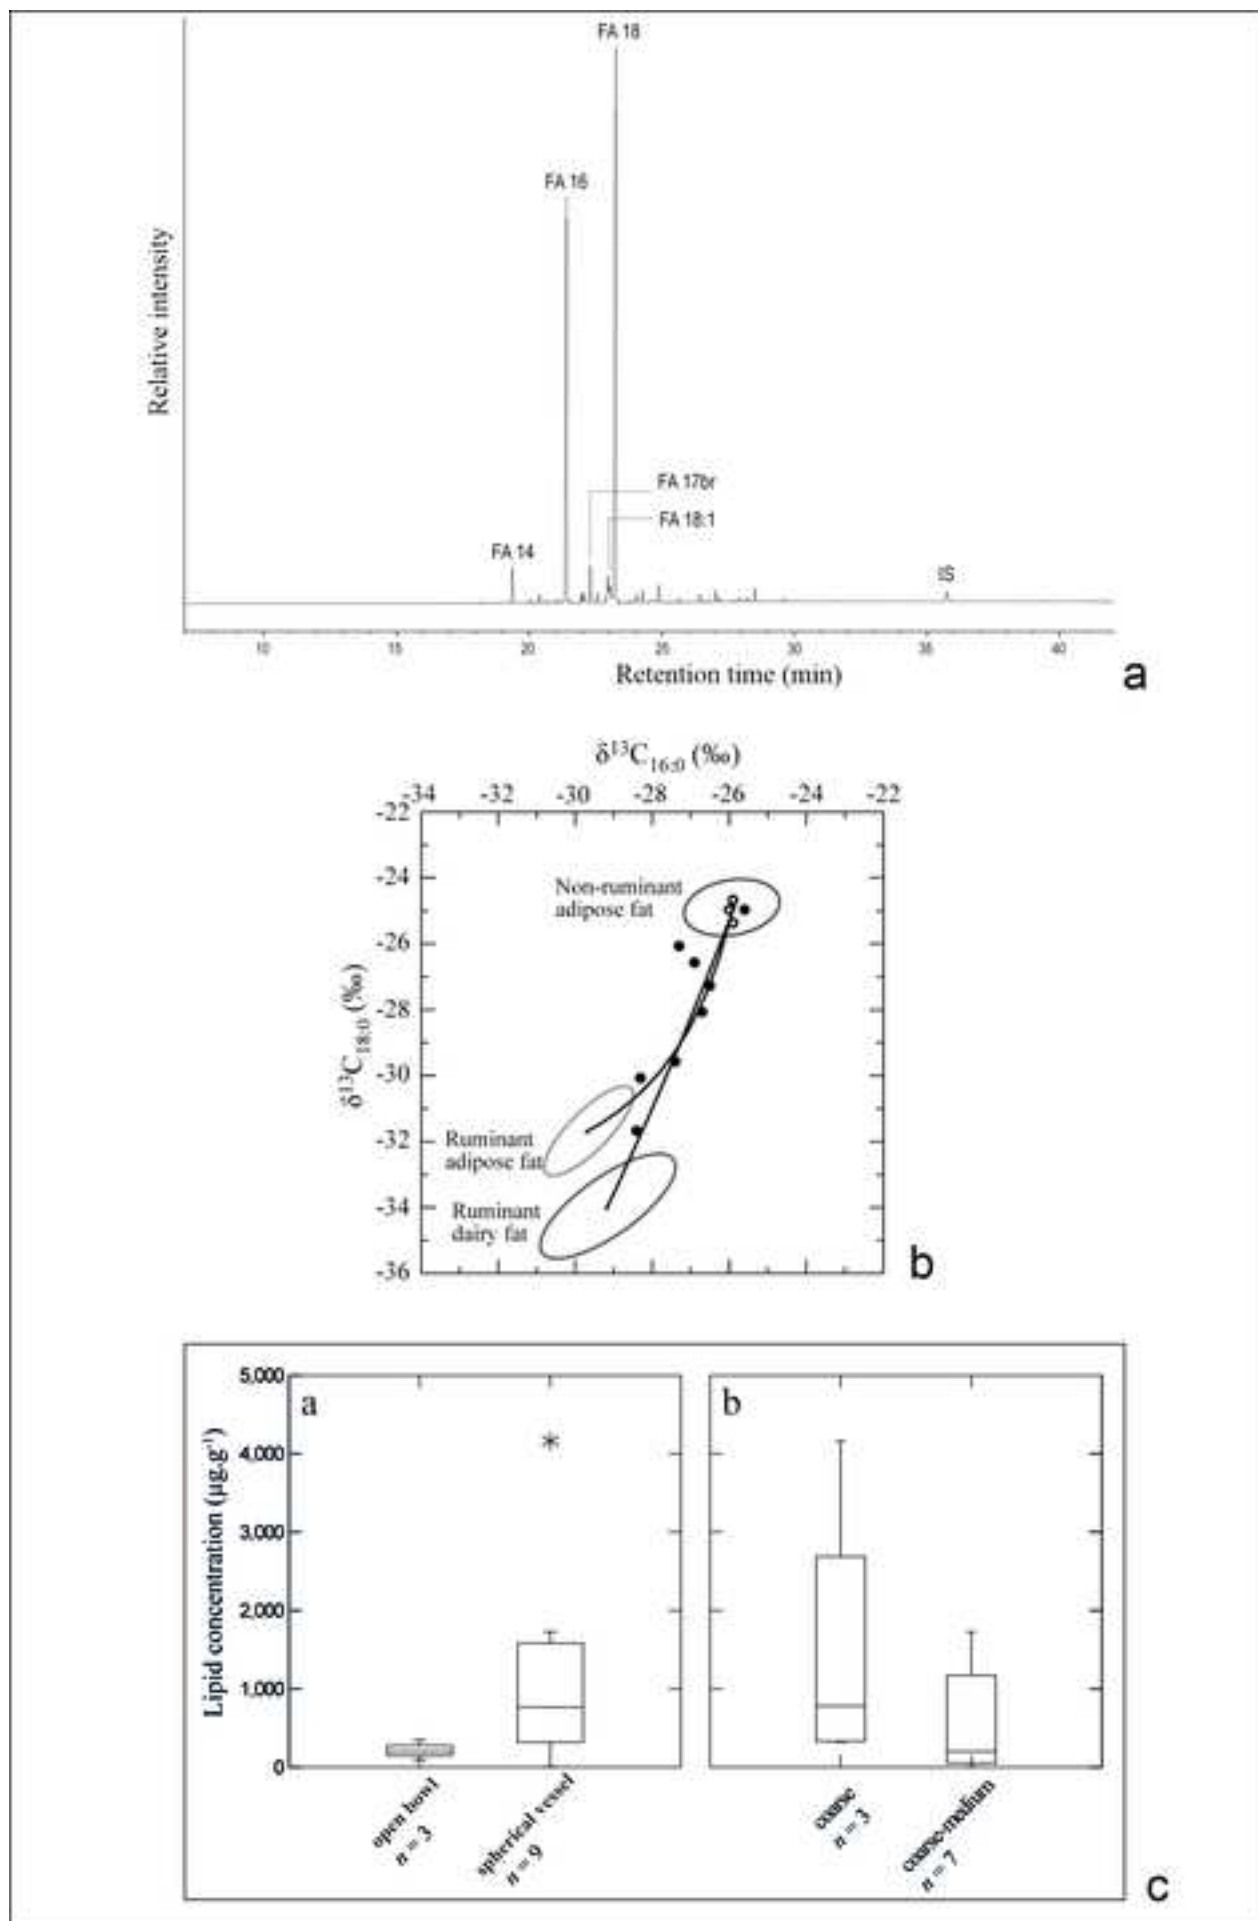 FA 18
FA 16
FA 17br
FA 18:1
FA 14
IS
Relative intensity
10 15 20 25 30 35 40
Retention time (min)
a
δ¹³C₁₆:₀ (‰)
-34 -32 -30 -28 -26 -24 -22
-22
-24
-26
-28
-30
-32
-34
-36
δ¹³C₁₈:₀ (‰)
Non-ruminant
adipose fat
Ruminant
adipose fat
Ruminant
dairy fat
b
5,000
4,000
3,000
2,000
1,000
0
Lipid concentration (µg.g⁻¹)
a
b
open bowl
n = 3
spherical vessel
n = 9
coarse
n = 3
coarse-medium
n = 7
c